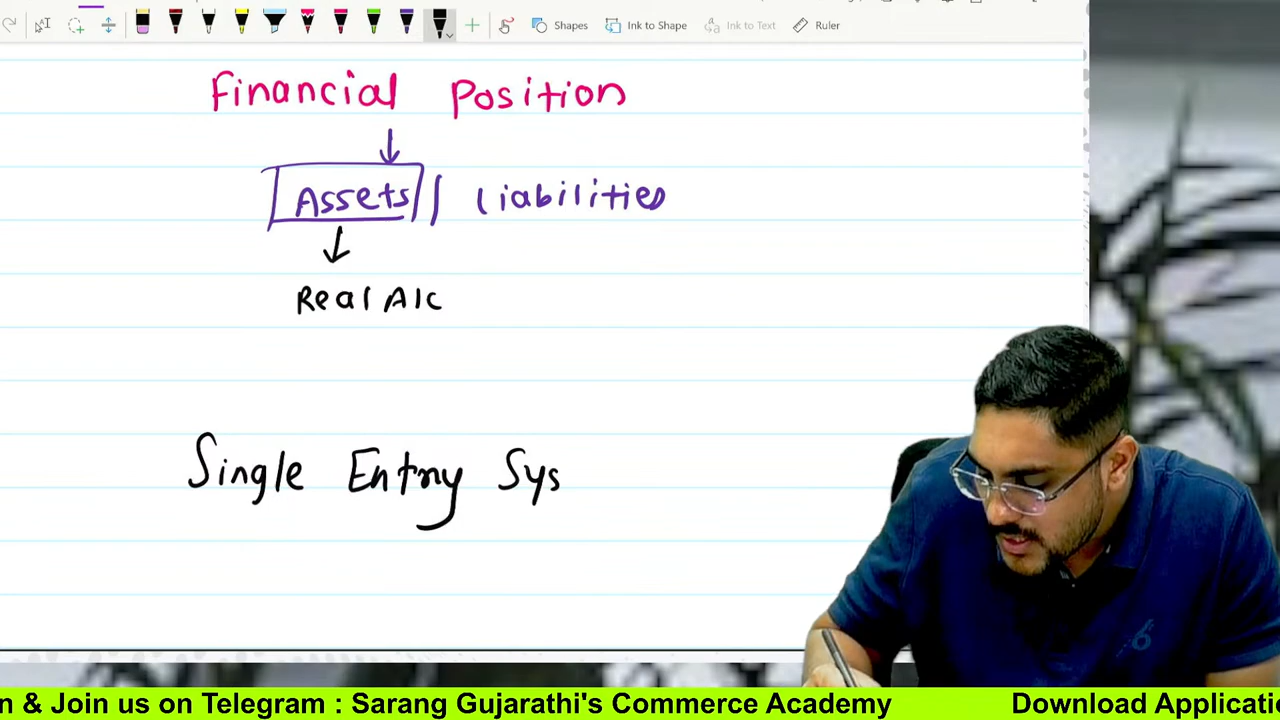 Shapes Ink to Shape Ink to Text Ruler
Financial Position
Assets / liabilities
Real A/c
Single Entry Sys
n & Join us on Telegram : Sarang Gujarathi's Commerce Academy Download Applicatio